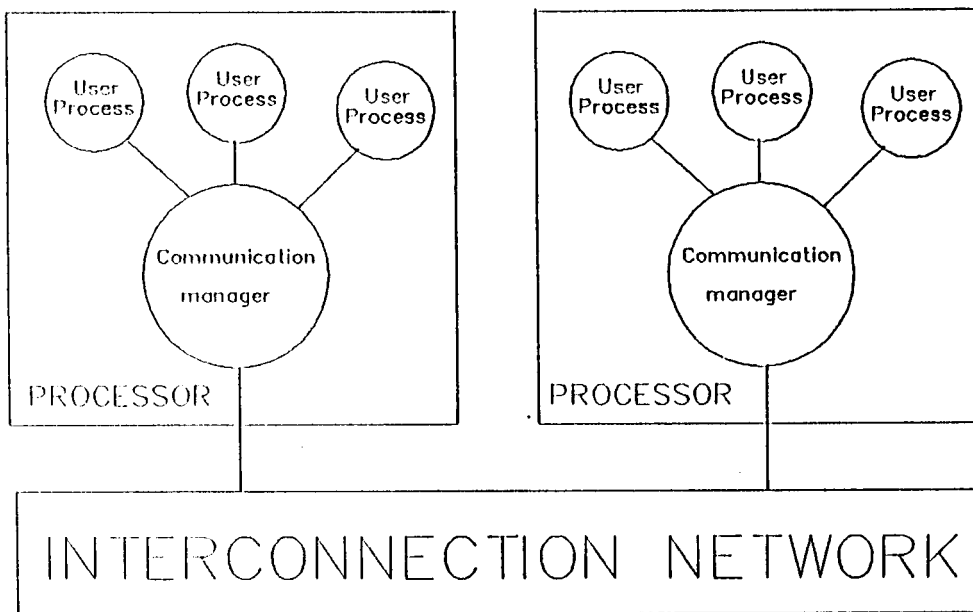 User
Process
User
Process
User
Process
Communication
manager
PROCESSOR
User
Process
User
Process
User
Process
Communication
manager
PROCESSOR
INTERCONNECTION NETWORK